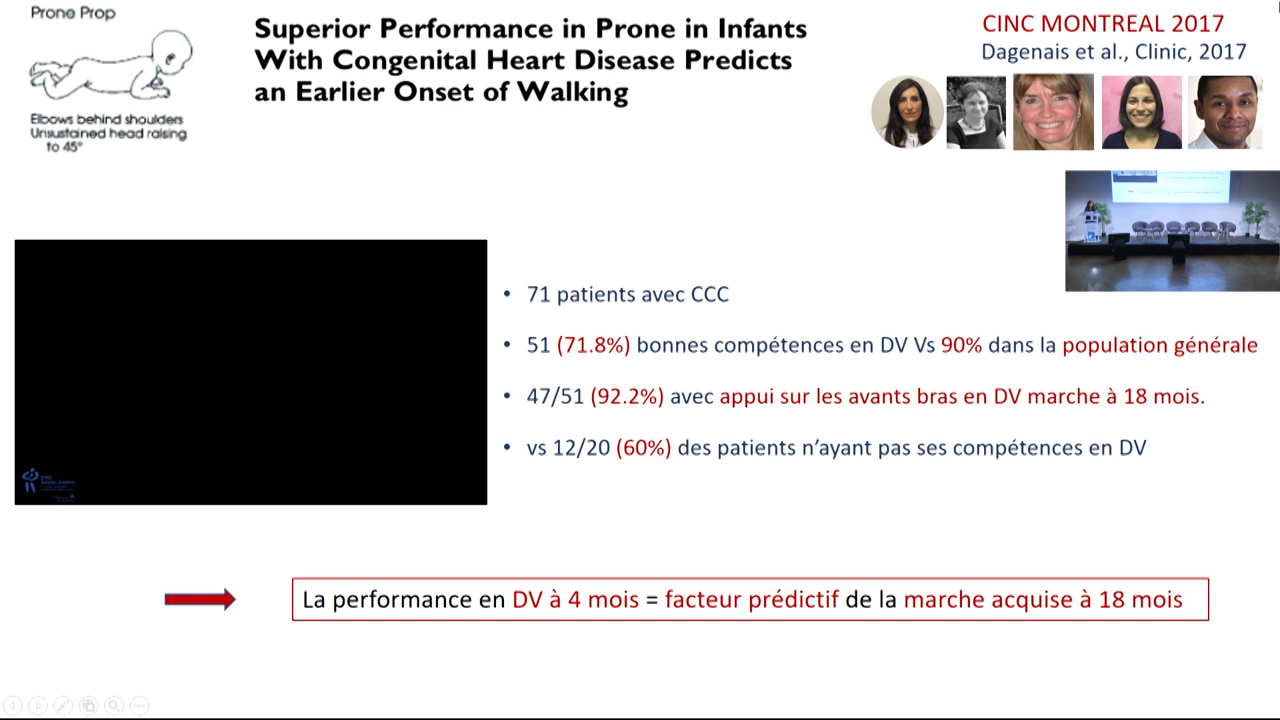 Prone Prop
Elbows behind shoulders
Unsustained head raising
to 45°
Superior Performance in Prone in Infants
With Congenital Heart Disease Predicts
an Earlier Onset of Walking
CINC MONTREAL 2017
Dagenais et al., Clinic, 2017
• 71 patients avec CCC
• 51 (71.8%) bonnes compétences en DV Vs 90% dans la population générale
• 47/51 (92.2%) avec appui sur les avants bras en DV marche à 18 mois.
• vs 12/20 (60%) des patients n'ayant pas ses compétences en DV
CHU
Sainte-Justine
La performance en DV à 4 mois = facteur prédictif de la marche acquise à 18 mois